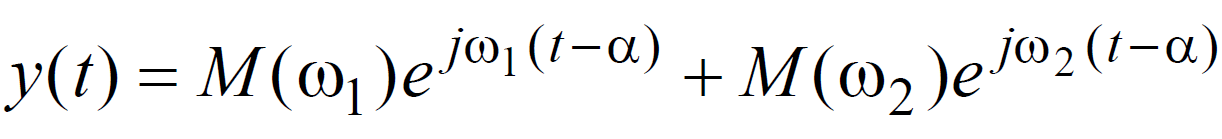 y(t) = M(ω₁)e^{jω₁(t−α)} + M(ω₂)e^{jω₂(t−α)}